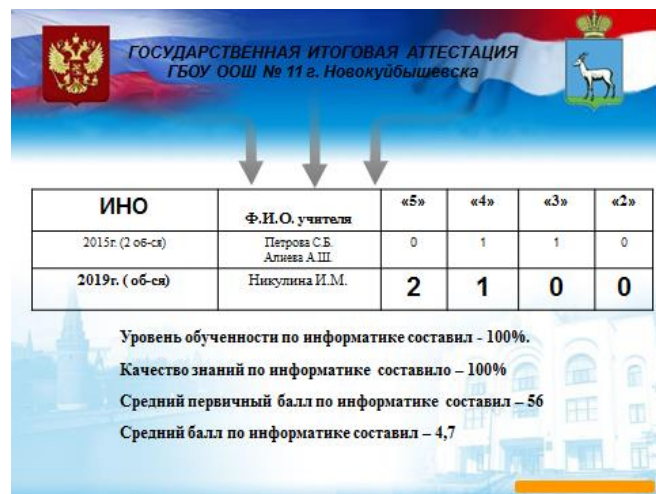 ГОСУДАРСТВЕННАЯ ИТОГОВАЯ АТТЕСТАЦИЯ
ГБОУ ООШ № 11 г. Новокуйбышевска
ИНО Ф.И.О. учителя «5» «4» «3» «2»
2015г. (2 об-ся) Петрова С.Б. 0 1 1 0
Алиева А.Ш.
2019г. ( об-ся) Никулина И.М. 2 1 0 0
Уровень обученности по информатике составил - 100%.
Качество знаний по информатике составило – 100%
Средний первичный балл по информатике составил – 56
Средний балл по информатике составил – 4,7